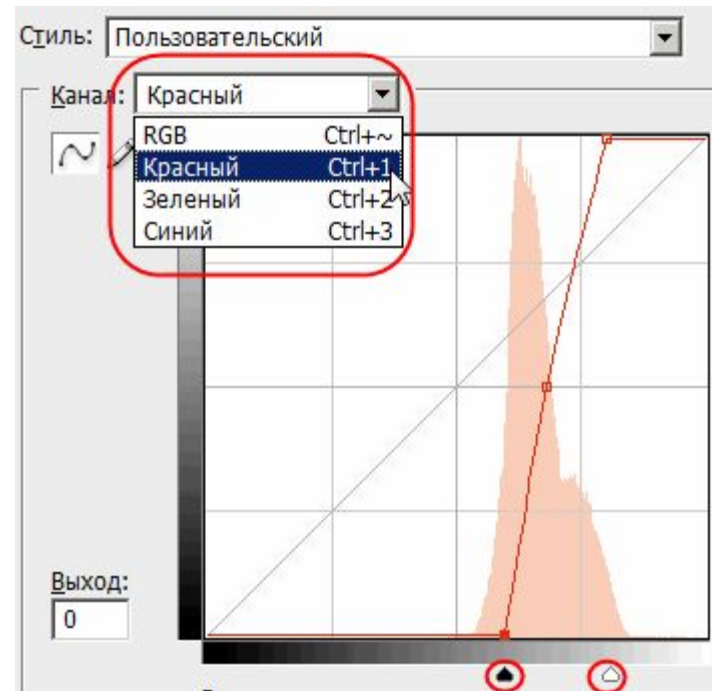 Стиль: Пользовательский
Канал: Красный
RGB Ctrl+~
Красный Ctrl+1
Зеленый Ctrl+2
Синий Ctrl+3
Выход:
0